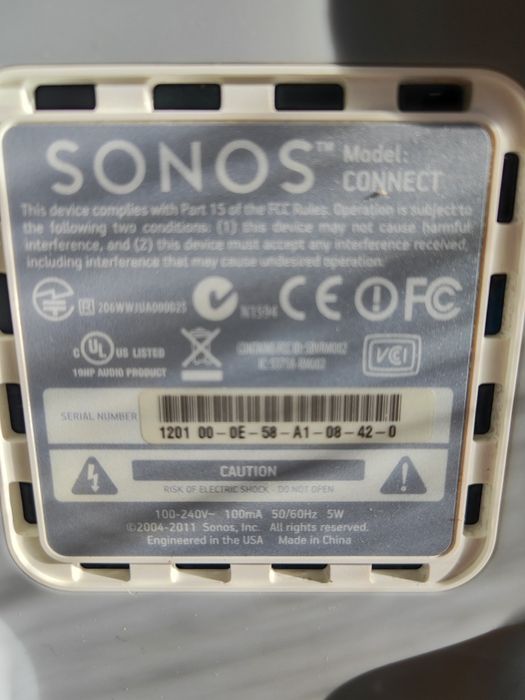 SONOS™ Model: CONNECT
This device complies with Part 15 of the FCC Rules. Operation is subject to
the following two conditions: (1) this device may not cause harmful
interference, and (2) this device must accept any interference received,
including interference that may cause undesired operation.
R 206WWJUA000025 N1594 CE FC
C UL US LISTED
19HP AUDIO PRODUCT
VCI
SERIAL NUMBER
1201 00-0E-58-A1-08-42-0
CAUTION
RISK OF ELECTRIC SHOCK - DO NOT OPEN
100-240V~ 100mA 50/60Hz 5W
©2004-2011 Sonos, Inc. All rights reserved.
Engineered in the USA Made in China